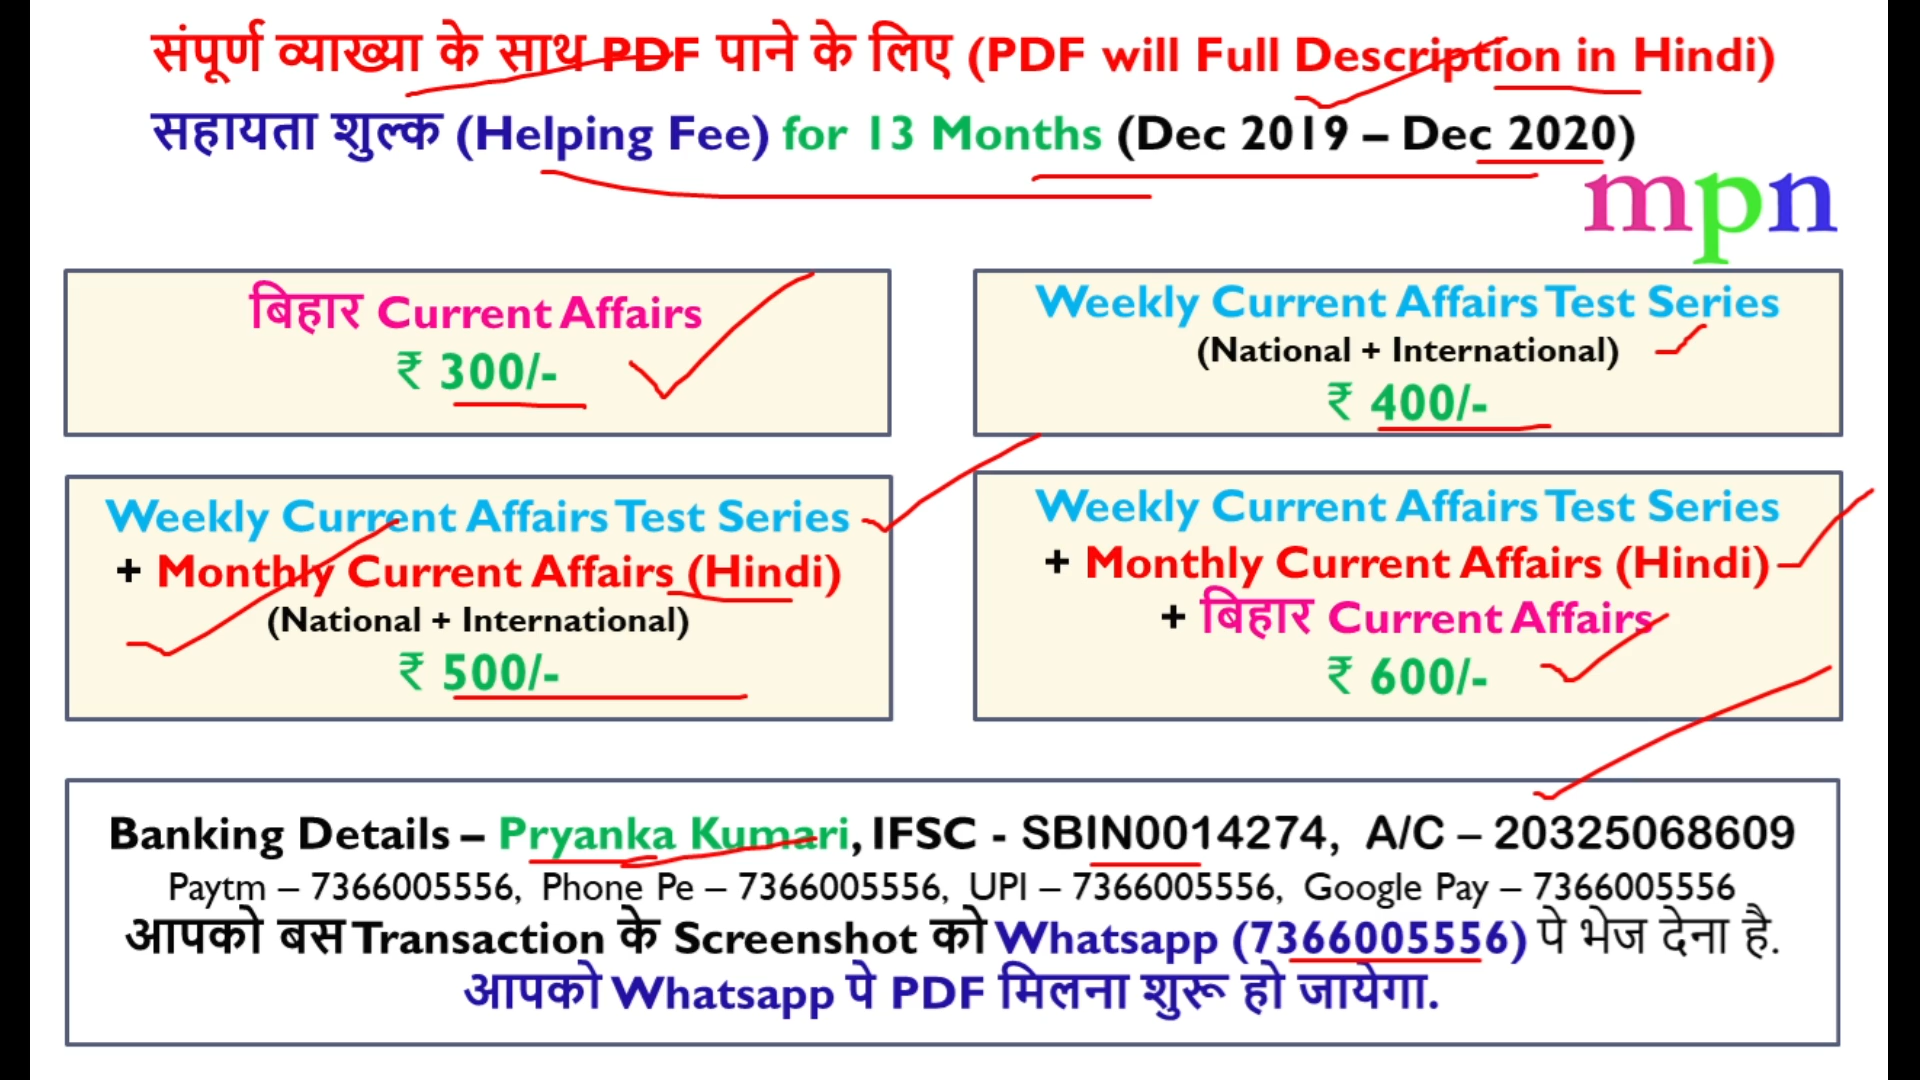 संपूर्ण व्याख्या के साथ PDF पाने के लिए (PDF will Full Description in Hindi)
सहायता शुल्क (Helping Fee) for 13 Months (Dec 2019 – Dec 2020)
mpn
बिहार Current Affairs
₹ 300/-
Weekly Current Affairs Test Series
(National + International)
₹ 400/-
Weekly Current Affairs Test Series
+ Monthly Current Affairs (Hindi)
(National + International)
₹ 500/-
Weekly Current Affairs Test Series
+ Monthly Current Affairs (Hindi)
+ बिहार Current Affairs
₹ 600/-
Banking Details – Pryanka Kumari, IFSC - SBIN0014274, A/C – 20325068609
Paytm – 7366005556, Phone Pe – 7366005556, UPI – 7366005556, Google Pay – 7366005556
आपको बस Transaction के Screenshot को Whatsapp (7366005556) पे भेज देना है.
आपको Whatsapp पे PDF मिलना शुरू हो जायेगा.